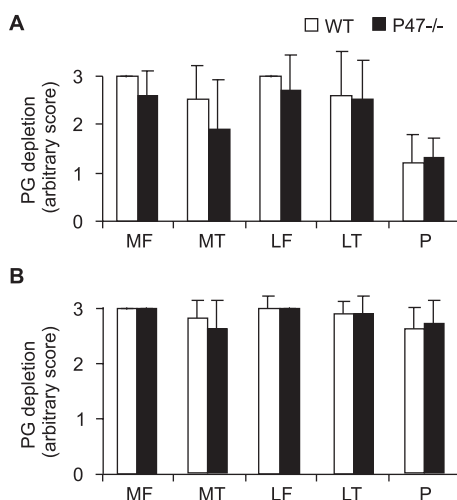 A
WT P47-/-
PG depletion
(arbitrary score)
3
2
1
0
MF MT LF LT P
B
PG depletion
(arbitrary score)
3
2
1
0
MF MT LF LT P